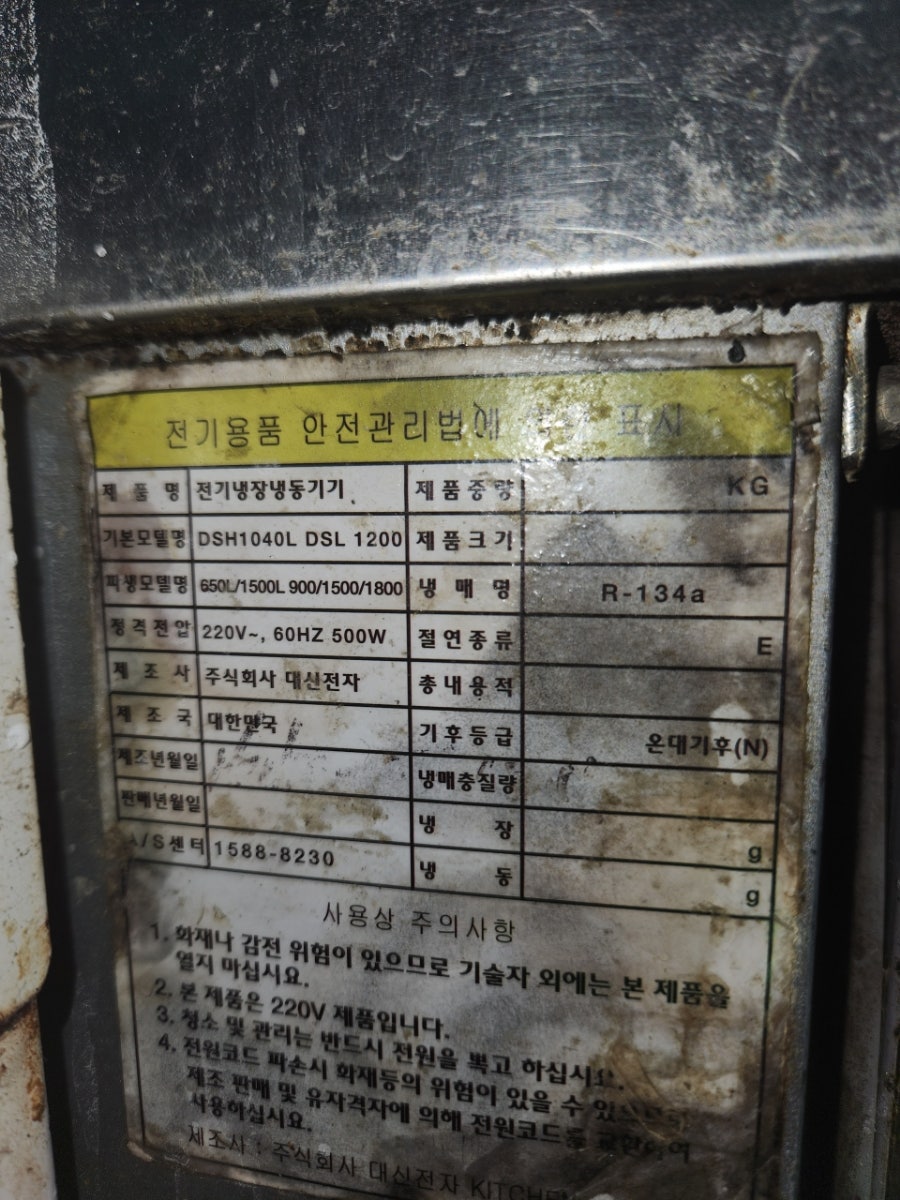 전기용품 안전관리법에 표시
제 품 명 전기냉장냉동기기 제품중량 KG
기본모델명 DSH1040L DSL 1200 제품크기
파생모델명 650L/1500L 900/1500/1800 냉 매 명 R-134a
정격전압 220V~, 60HZ 500W 절연종류 E
제 조 사 주식회사 대신전자 총내용적
제 조 국 대한민국 기후등급 온대기후(N)
제조년월일 냉매충질량
판매년월일 냉 장 g
A/S센터 1588-8230 냉 동 g
사용상 주의사항
1. 화재나 감전 위험이 있으므로 기술자 외에는 본 제품을
열지 마십시요.
2. 본 제품은 220V 제품입니다.
3. 청소 및 관리는 반드시 전원을 뽁고 하십시요.
4. 전원코드 파손시 화재등의 위험이 있을 수
제조 판매 및 유자격자에 의해 전원코드를
사용하십시요.
제조사 : 주식회사 대신전자 KITCHEN